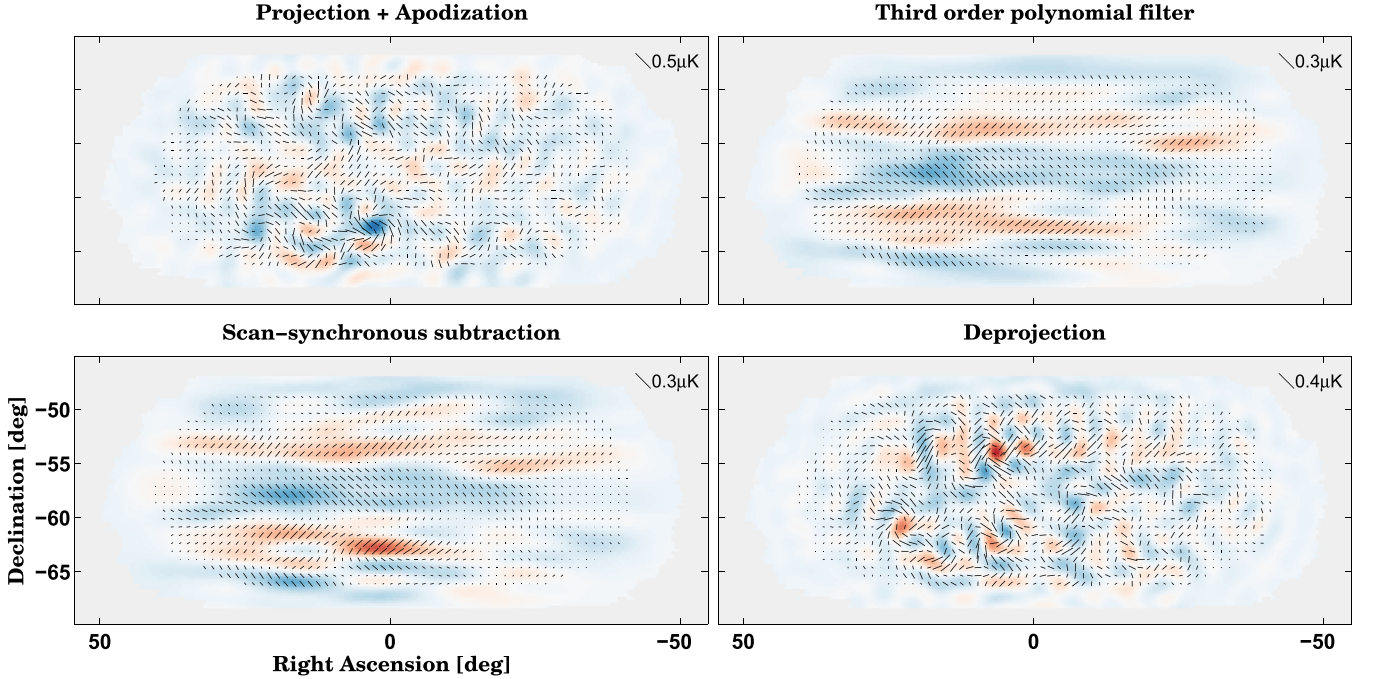 Projection + Apodization
Third order polynomial filter
0.5μK
0.3μK
Scan−synchronous subtraction
Deprojection
0.3μK
0.4μK
Declination [deg]
−50
−55
−60
−65
50
0
−50
50
0
−50
Right Ascension [deg]